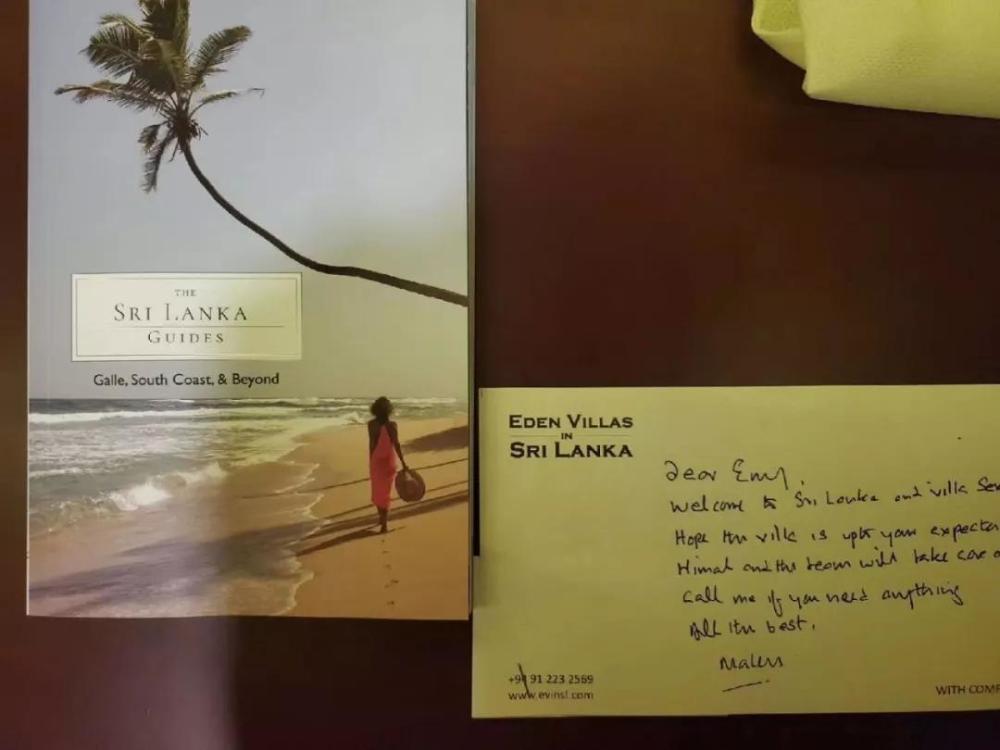 THE
SRI LANKA
GUIDES
Galle, South Coast, & Beyond
EDEN VILLAS
IN
SRI LANKA
Dear Emy,
Welcome to Sri Lanka and villa
Hope the villa is upto your
Himal and the team will take care
Call me if you need anything
All the best,
+94 91 223 2569
www.evinsl.com
WITH